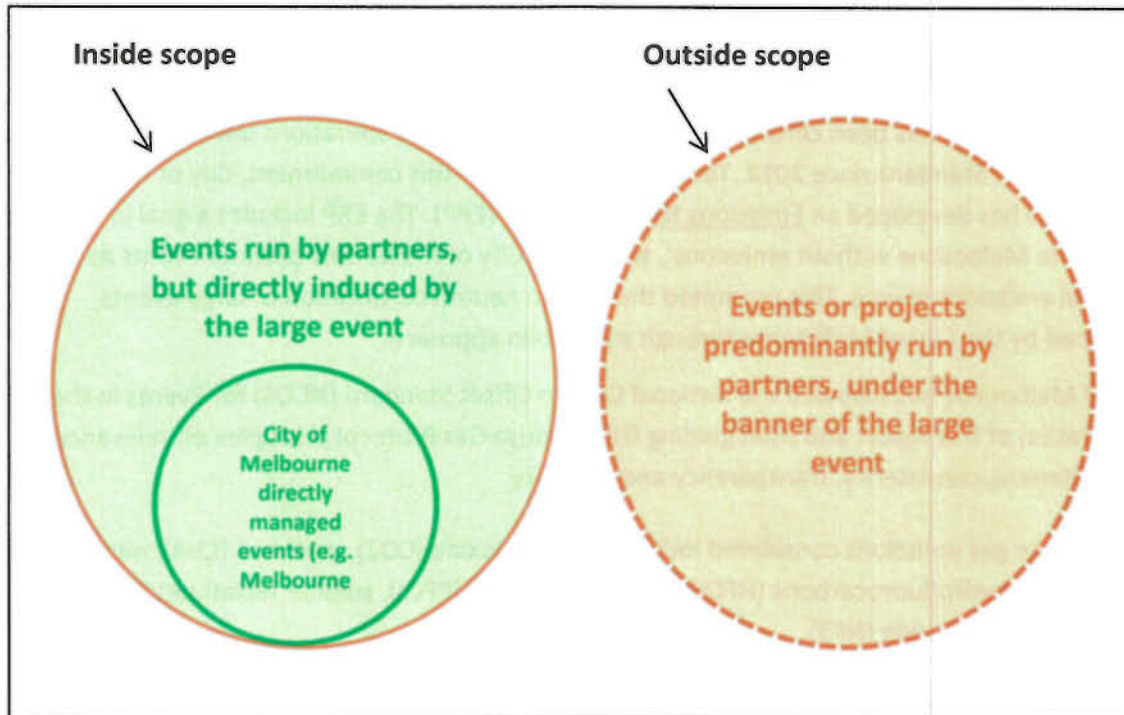 Inside scope
Events run by partners,
but directly induced by
the large event
City of
Melbourne
directly
managed
events (e.g.
Melbourne
Outside scope
Events or projects
predominantly run by
partners, under the
banner of the large
event